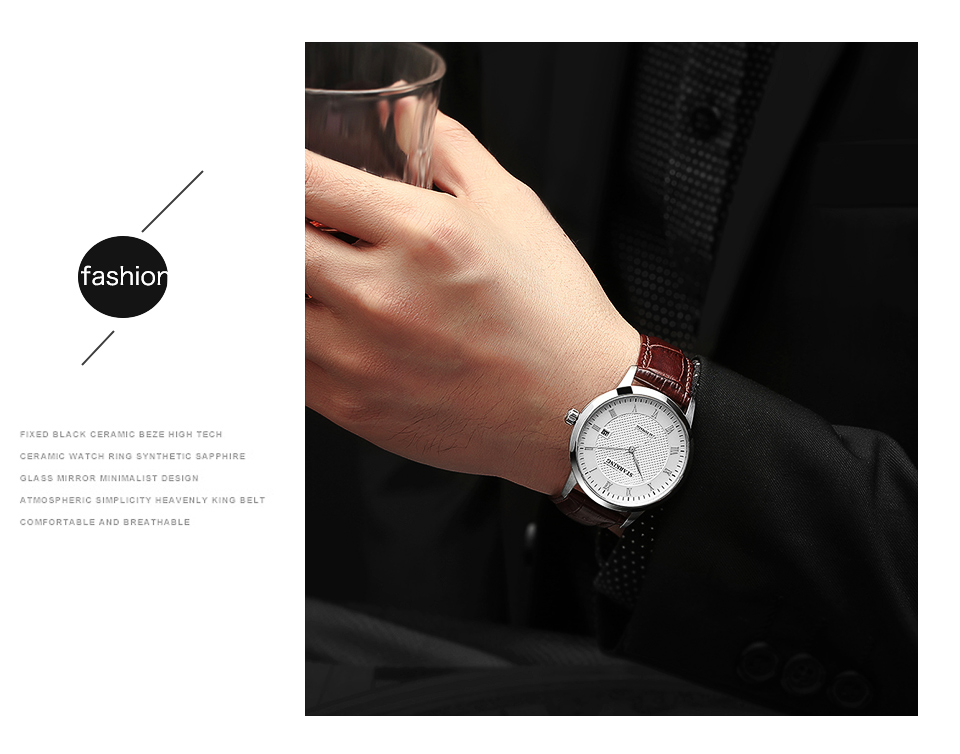 fashion
FIXED BLACK CERAMIC BEZE HIGH TECH
CERAMIC WATCH RING SYNTHETIC SAPPHIRE
GLASS MIRROR MINIMALIST DESIGN
ATMOSPHERIC SIMPLICITY HEAVENLY KING BELT
COMFORTABLE AND BREATHABLE
STARKING